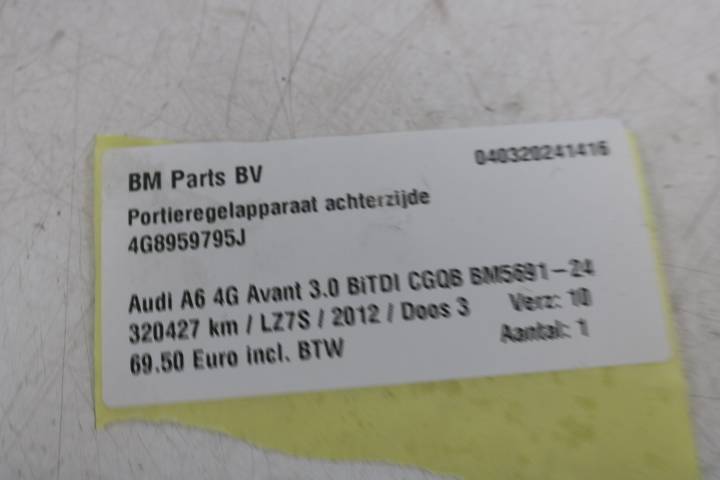 BM Parts BV 040320241416
Portieregelapparaat achterzijde
4G8959795J
Audi A6 4G Avant 3.0 BiTDI CGQB BM5691-24
320427 km / LZ7S / 2012 / Doos 3 Verz: 10
69.50 Euro incl. BTW Aantal: 1